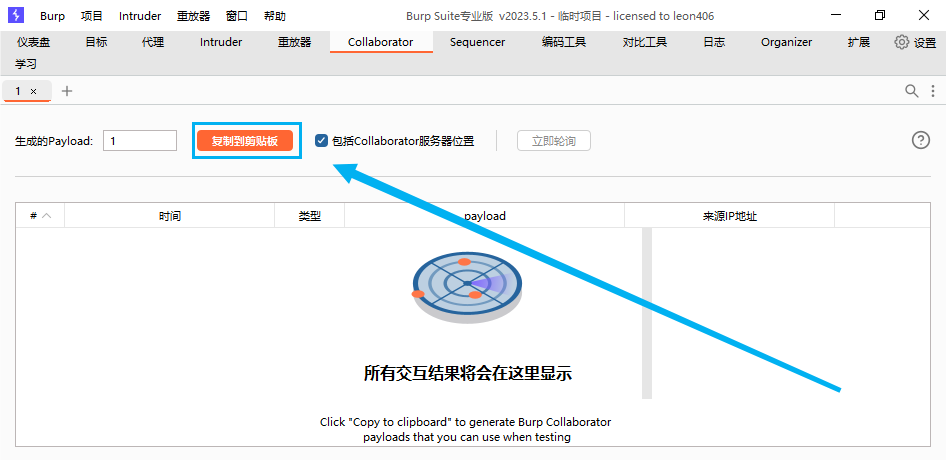 Burp 项目 Intruder 重放器 窗口 帮助 Burp Suite专业版 v2023.5.1 - 临时项目 - licensed to leon406
仪表盘 目标 代理 Intruder 重放器 Collaborator Sequencer 编码工具 对比工具 日志 Organizer 扩展 设置
学习
1 × +
生成的Payload: 1 复制到剪贴板 包括Collaborator服务器位置 立即轮询 ?
# 时间 类型 payload 来源IP地址
所有交互结果将会在这里显示
Click "Copy to clipboard" to generate Burp Collaborator
payloads that you can use when testing